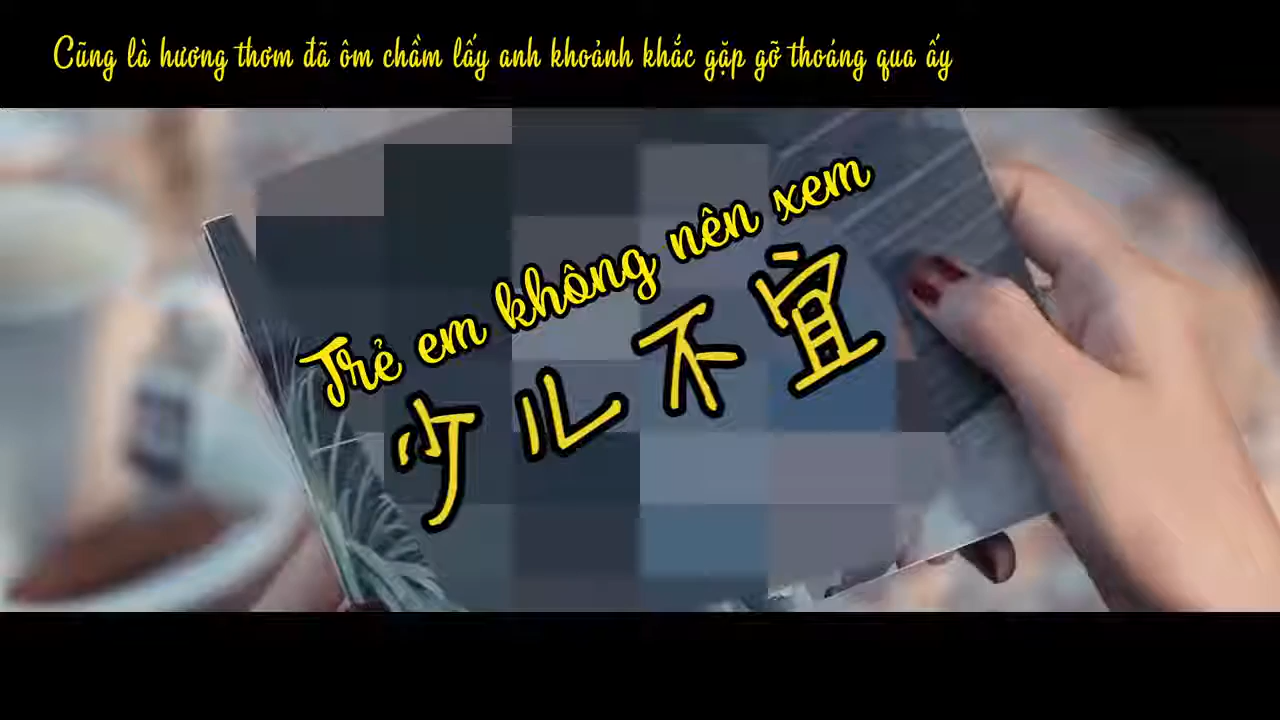 Cũng là hương thơm đã ôm chầm lấy anh khoảnh khắc gặp gỡ thoáng qua ấy
Trẻ em không nên xem
少儿不宜